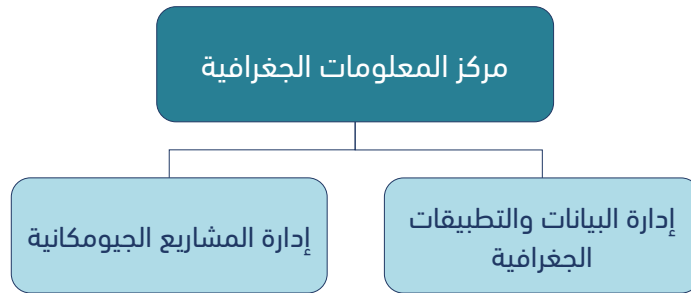 مركز المعلومات الجغرافية
إدارة البيانات والتطبيقات
الجغرافية
إدارة المشاريع الجيومكانية